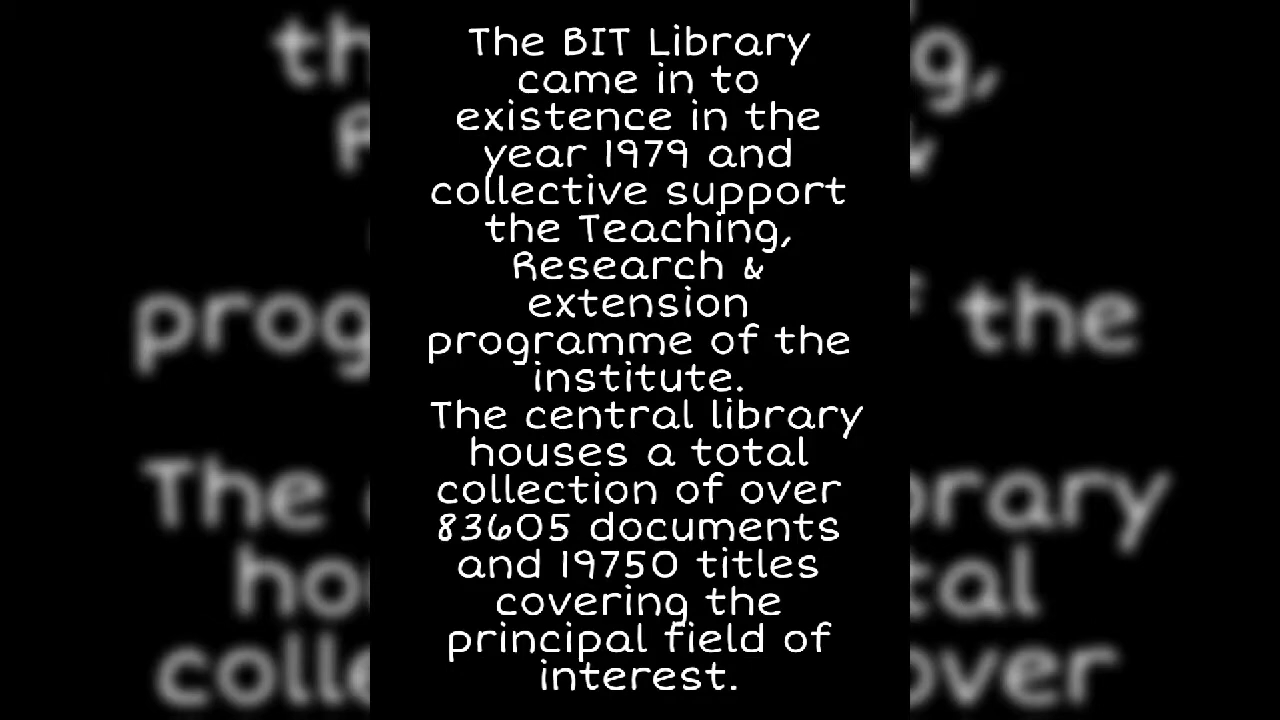 The BIT Library
came in to
existence in the
year 1979 and
collective support
the Teaching,
Research &
extension
programme of the
institute.
The central library
houses a total
collection of over
83605 documents
and 19750 titles
covering the
principal field of
interest.